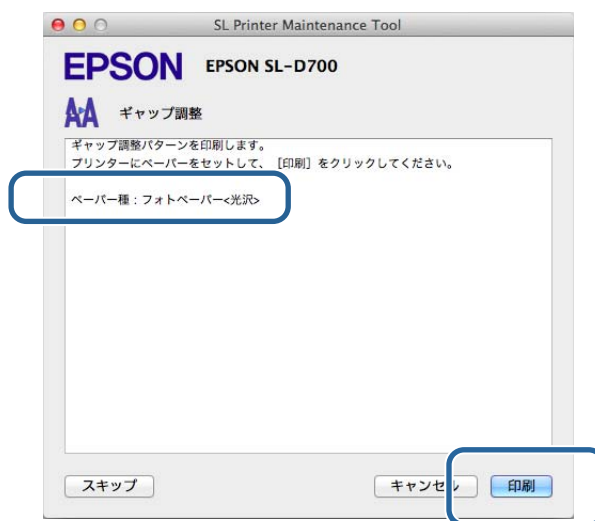 SL Printer Maintenance Tool
EPSON EPSON SL-D700
ギャップ調整
ギャップ調整パターンを印刷します。
プリンターにペーパーをセットして、［印刷］をクリックしてください。
ペーパー種：フォトペーパー<光沢>
スキップ キャンセル 印刷